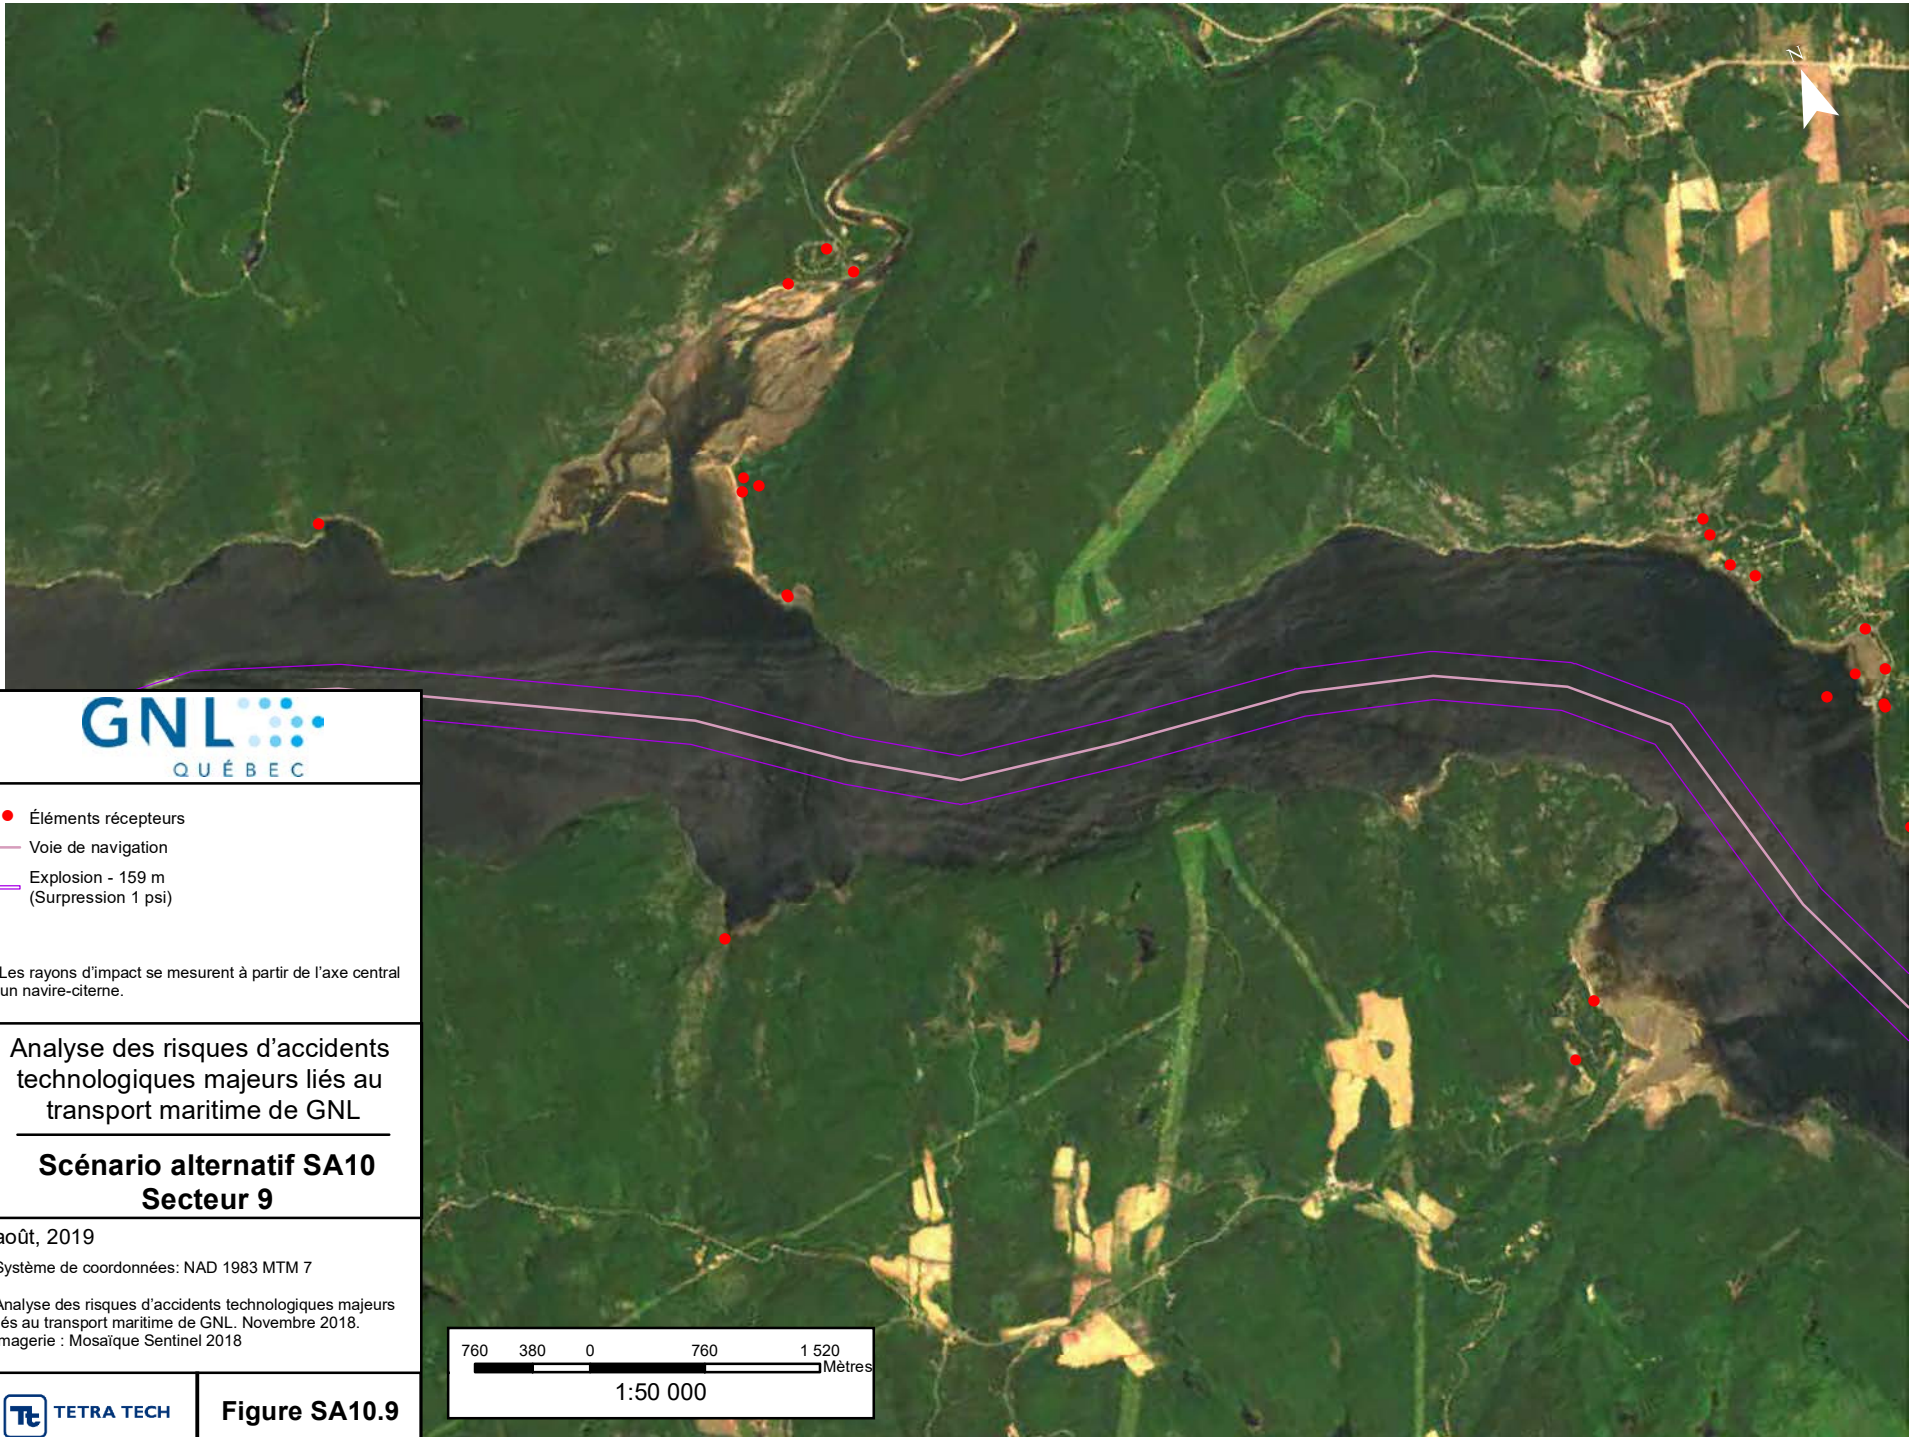 N
GNL
QUÉBEC
Éléments récepteurs
Voie de navigation
Explosion - 159 m
(Surpression 1 psi)
Les rayons d'impact se mesurent à partir de l'axe central
un navire-citerne.
Analyse des risques d'accidents
technologiques majeurs liés au
transport maritime de GNL
Scénario alternatif SA10
Secteur 9
août, 2019
Système de coordonnées: NAD 1983 MTM 7
Analyse des risques d'accidents technologiques majeurs
és au transport maritime de GNL. Novembre 2018.
magerie : Mosaïque Sentinel 2018
Tt TETRA TECH
Figure SA10.9
760 380 0 760 1 520
Mètres
1:50 000